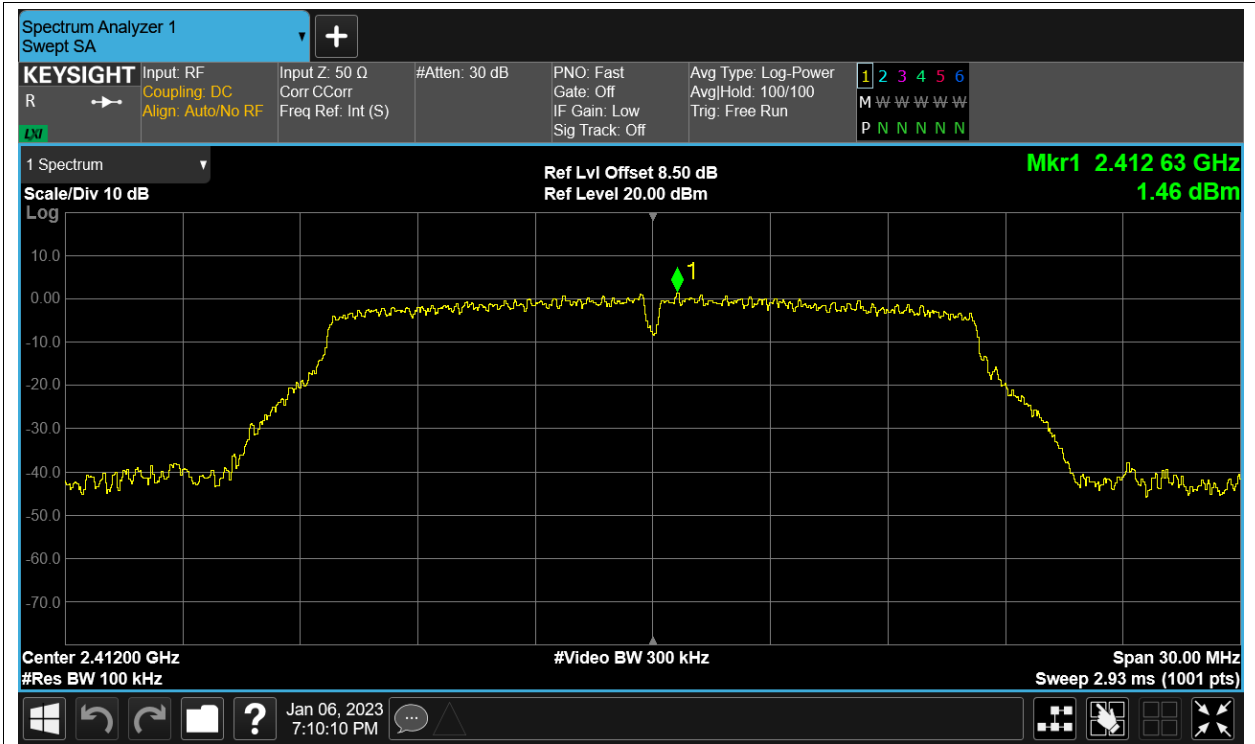 Spectrum Analyzer 1
Swept SA
KEYSIGHT
R
LXI
Input: RF
Coupling: DC
Align: Auto/No RF
Input Z: 50 Ω
Corr CCorr
Freq Ref: Int (S)
#Atten: 30 dB
PNO: Fast
Gate: Off
IF Gain: Low
Sig Track: Off
Avg Type: Log-Power
Avg|Hold: 100/100
Trig: Free Run
1 2 3 4 5 6
M W W W W W
P N N N N N
1 Spectrum
Scale/Div 10 dB
Log
Ref Lvl Offset 8.50 dB
Ref Level 20.00 dBm
Mkr1 2.412 63 GHz
1.46 dBm
1
10.0
0.00
-10.0
-20.0
-30.0
-40.0
-50.0
-60.0
-70.0
Center 2.41200 GHz
#Res BW 100 kHz
#Video BW 300 kHz
Span 30.00 MHz
Sweep 2.93 ms (1001 pts)
?
Jan 06, 2023
7:10:10 PM